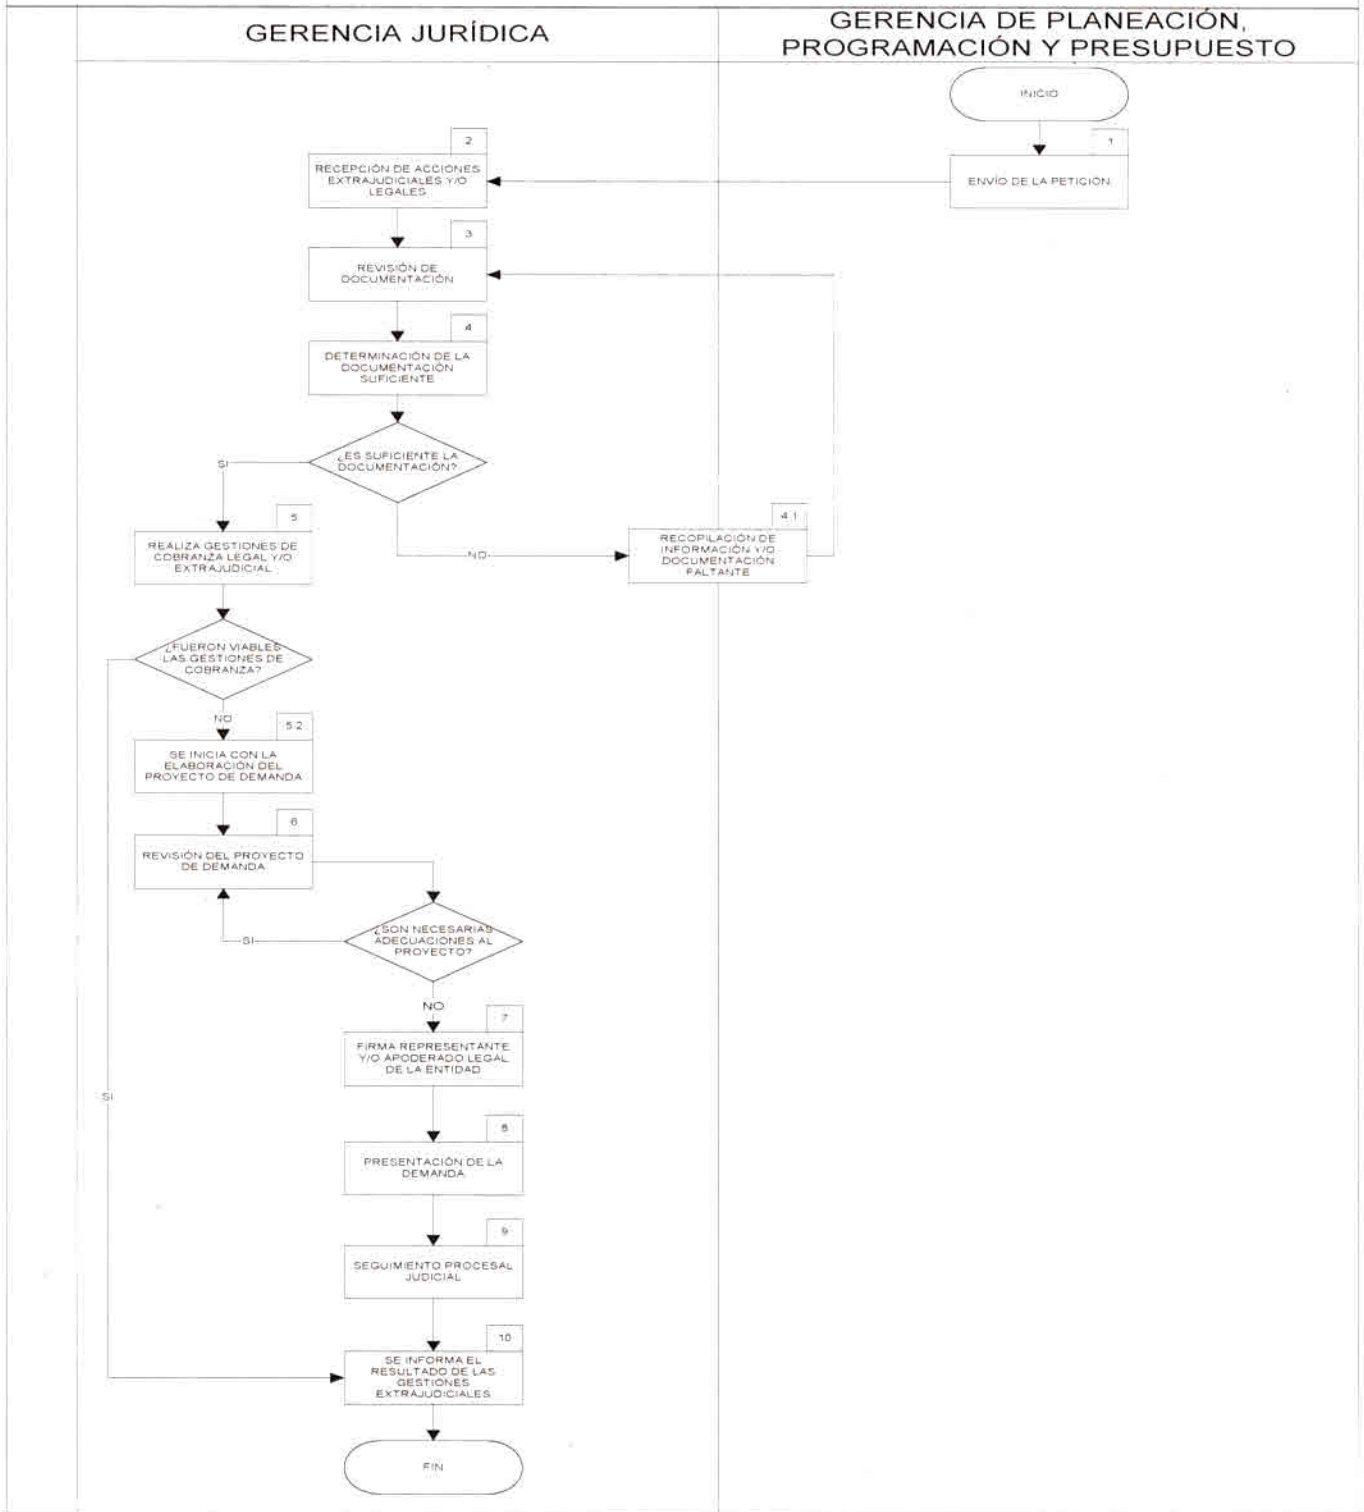 GERENCIA JURÍDICA
GERENCIA DE PLANEACIÓN,
PROGRAMACIÓN Y PRESUPUESTO
INICIO
1
ENVÍO DE LA PETICIÓN
2
RECEPCIÓN DE ACCIONES
EXTRAJUDICIALES Y/O
LEGALES
3
REVISIÓN DE
DOCUMENTACIÓN
4
DETERMINACIÓN DE LA
DOCUMENTACIÓN
SUFICIENTE
¿ES SUFICIENTE LA
DOCUMENTACIÓN?
SI
NO
4.1
RECOPILACIÓN DE
INFORMACIÓN Y/O
DOCUMENTACIÓN
FALTANTE
5
REALIZA GESTIONES DE
COBRANZA LEGAL Y/O
EXTRAJUDICIAL
¿FUERON VIABLES
LAS GESTIONES DE
COBRANZA?
NO
5.2
SE INICIA CON LA
ELABORACIÓN DEL
PROYECTO DE DEMANDA
6
REVISIÓN DEL PROYECTO
DE DEMANDA
¿SON NECESARIAS
ADECUACIONES AL
PROYECTO?
SI
NO
7
FIRMA REPRESENTANTE
Y/O APODERADO LEGAL
DE LA ENTIDAD
SI
8
PRESENTACIÓN DE LA
DEMANDA
9
SEGUIMIENTO PROCESAL
JUDICIAL
10
SE INFORMA EL
RESULTADO DE LAS
GESTIONES
EXTRAJUDICIALES
FIN